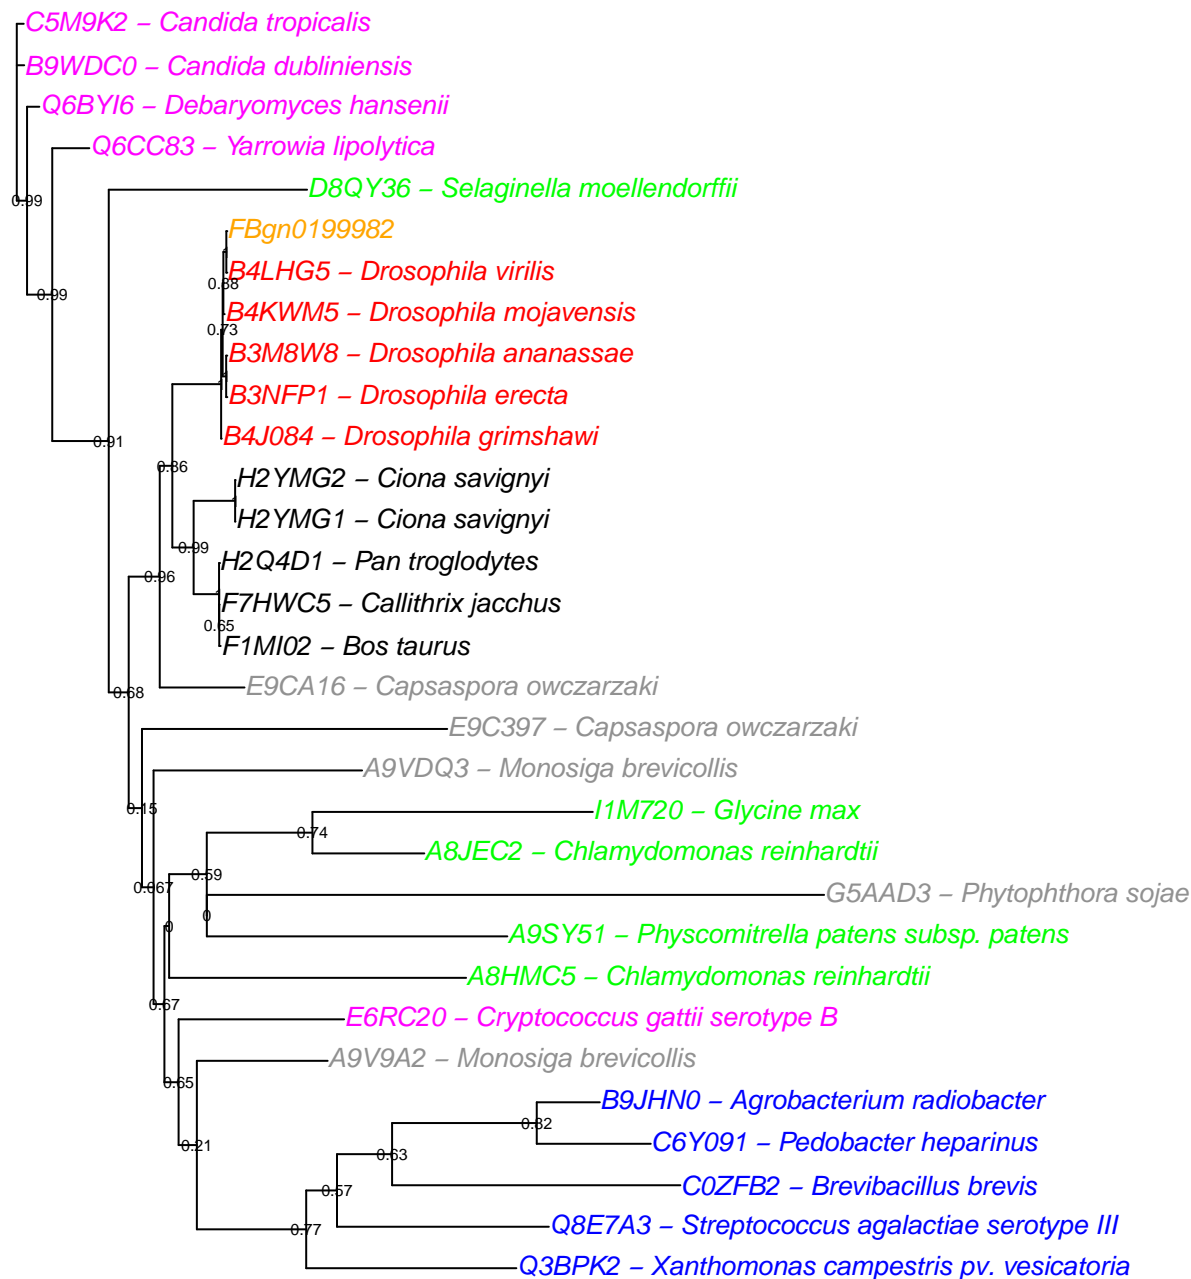 C5M9K2 – Candida tropicalis
B9WDC0 – Candida dubliniensis
Q6BYI6 – Debaryomyces hansenii
Q6CC83 – Yarrowia lipolytica
D8QY36 – Selaginella moellendorffii
0.99
FBgn0199982
B4LHG5 – Drosophila virilis
0.88
0.99
B4KWM5 – Drosophila mojavensis
0.73
B3M8W8 – Drosophila ananassae
B3NFP1 – Drosophila erecta
B4J084 – Drosophila grimshawi
0.91
0.86
H2YMG2 – Ciona savignyi
H2YMG1 – Ciona savignyi
0.99
H2Q4D1 – Pan troglodytes
0.96
F7HWC5 – Callithrix jacchus
0.65
F1MI02 – Bos taurus
E9CA16 – Capsaspora owczarzaki
0.68
E9C397 – Capsaspora owczarzaki
A9VDQ3 – Monosiga brevicollis
0.15
I1M720 – Glycine max
0.74
A8JEC2 – Chlamydomonas reinhardtii
0.59
0.067
G5AAD3 – Phytophthora sojae
0
0
A9SY51 – Physcomitrella patens subsp. patens
A8HMC5 – Chlamydomonas reinhardtii
0.67
E6RC20 – Cryptococcus gattii serotype B
A9V9A2 – Monosiga brevicollis
0.65
B9JHN0 – Agrobacterium radiobacter
0.82
C6Y091 – Pedobacter heparinus
0.21
0.63
C0ZFB2 – Brevibacillus brevis
0.57
Q8E7A3 – Streptococcus agalactiae serotype III
0.77
Q3BPK2 – Xanthomonas campestris pv. vesicatoria